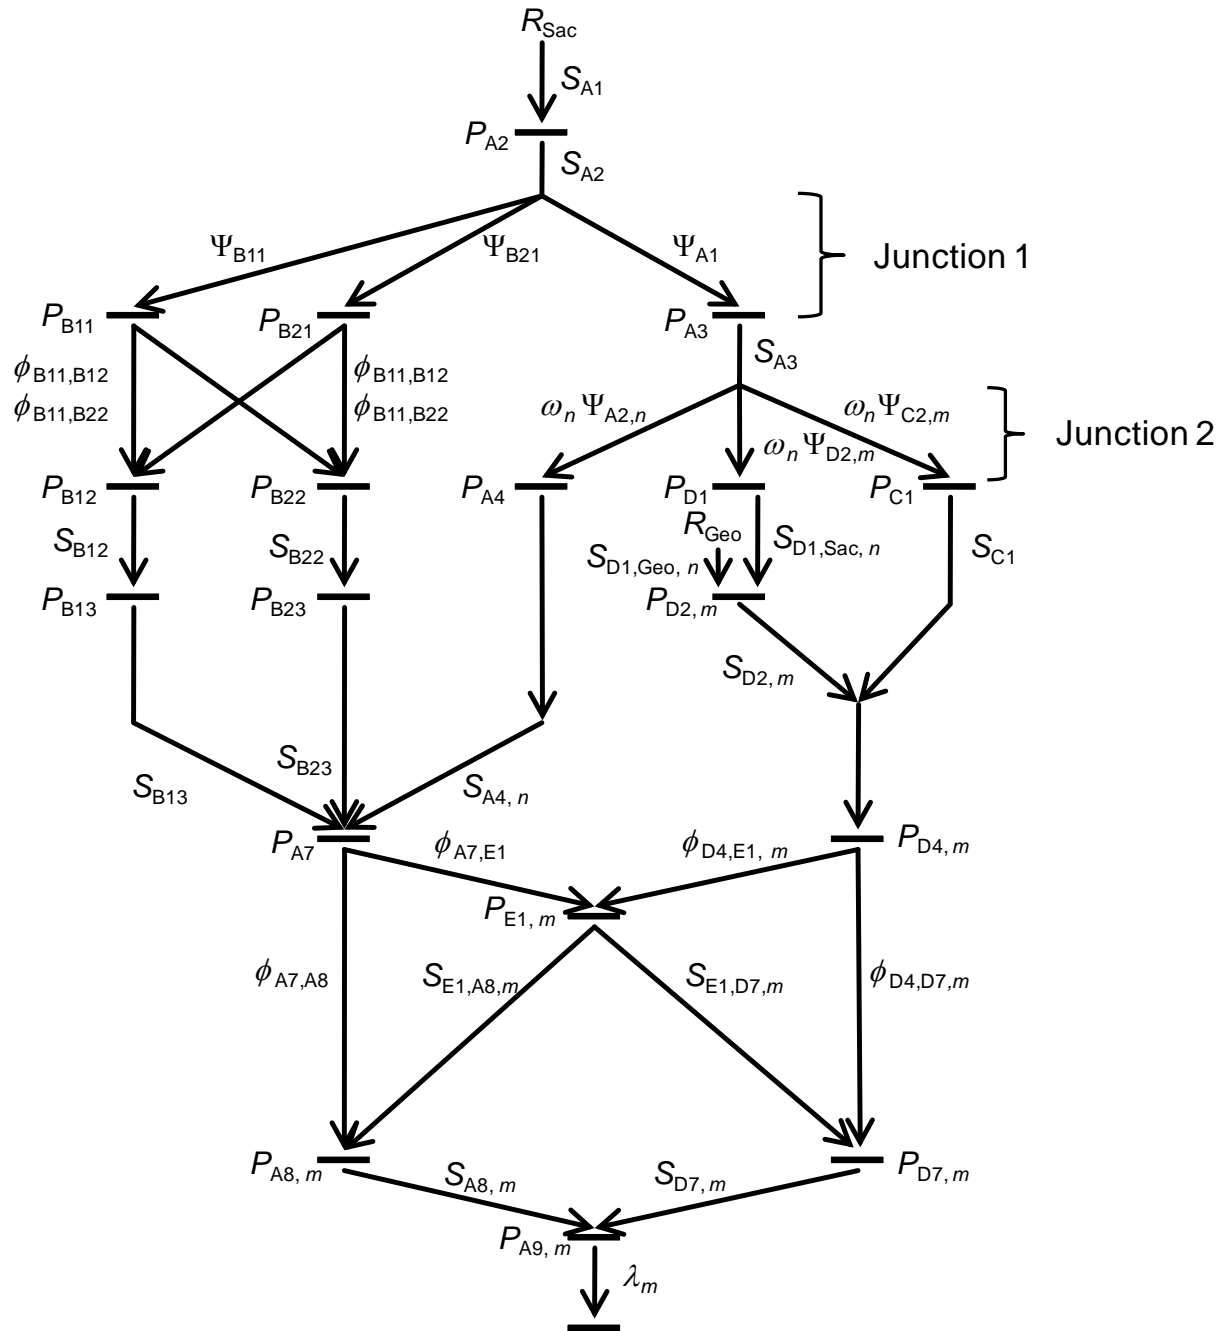 R_Sac
S_A1
P_A2
S_A2
Ψ_B11
Ψ_B21
Ψ_A1
Junction 1
P_B11
P_B21
P_A3
ϕ_B11,B12
ϕ_B11,B22
ϕ_B11,B12
ϕ_B11,B22
S_A3
ω_n Ψ_A2,n
ω_n Ψ_D2,m
ω_n Ψ_C2,m
Junction 2
P_B12
P_B22
P_A4
P_D1
P_C1
S_B12
S_B22
R_Geo
S_D1,Geo, n
S_D1,Sac, n
S_C1
P_B13
P_B23
P_D2, m
S_D2, m
S_B13
S_B23
S_A4, n
P_A7
P_D4, m
ϕ_A7,E1
ϕ_D4,E1, m
P_E1, m
ϕ_A7,A8
S_E1,A8,m
S_E1,D7,m
ϕ_D4,D7,m
P_A8, m
P_D7, m
S_A8, m
S_D7, m
P_A9, m
λ_m